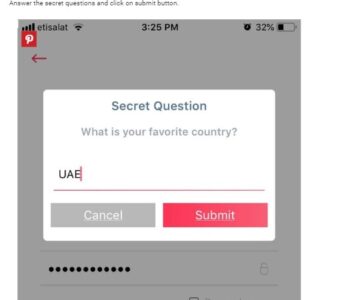 Answer the secret questions and click on submit button.
etisalat 3:25 PM 32%
Secret Question
What is your favorite country?
UAE
Cancel Submit
●●●●●●●●●●●●